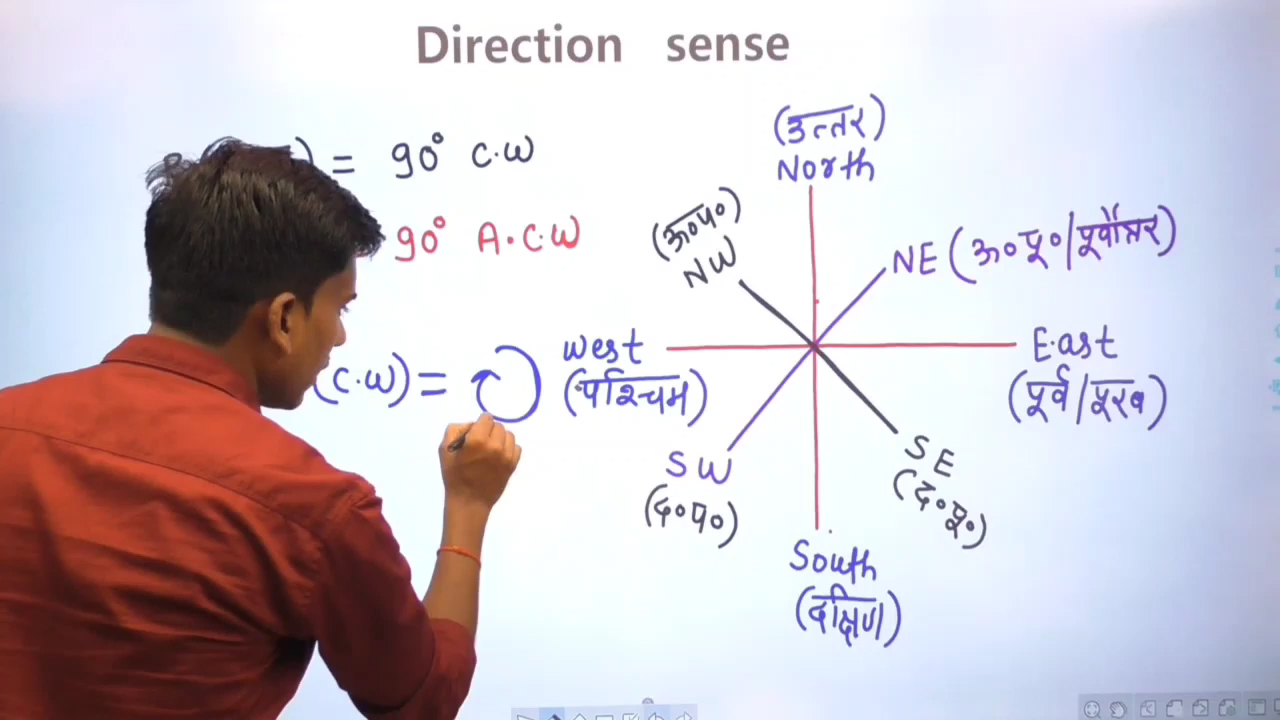 Direction sense
= 90° C.W
90° A.C.W
(C.W) =
(उत्तर)
North
(उ०प०)
NW
NE (उ०पू०/पूर्वोत्तर)
West
(पश्चिम)
East
(पूर्व/पूरब)
SW
(द०प०)
SE
(द०पू०)
South
(दक्षिण)